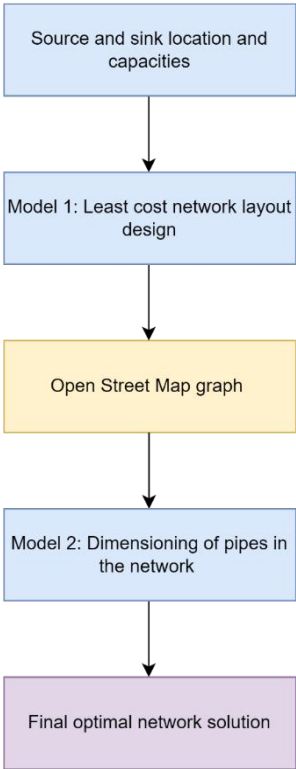 Source and sink location and
capacities
Model 1: Least cost network layout
design
Open Street Map graph
Model 2: Dimensioning of pipes in
the network
Final optimal network solution